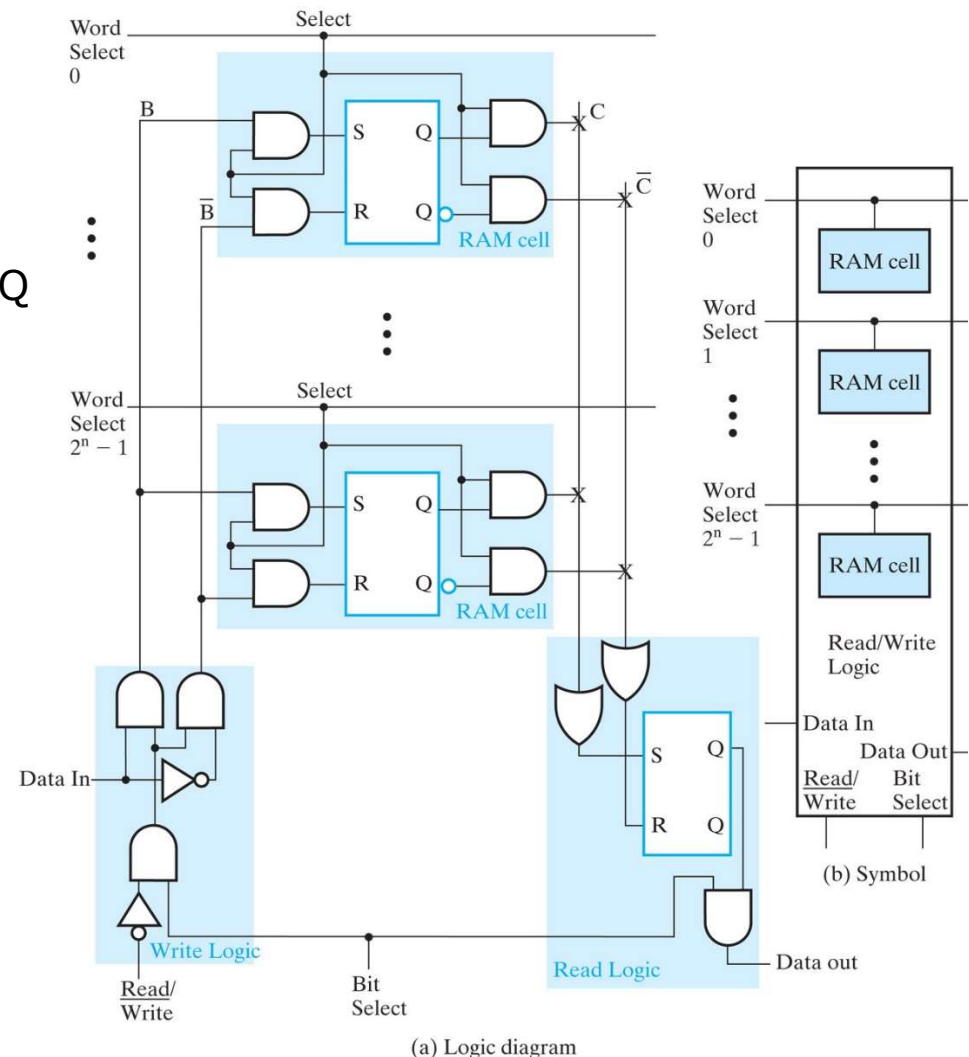 Select
Word
Select
0
B
C
S
Q
B̅
C̅
R
Q
RAM cell
Q
Select
Word
Select
2ⁿ − 1
S
Q
R
Q
RAM cell
Data In
Write Logic
Read/
Write
Bit
Select
S
Q
R
Q
Read Logic
Data out
(a) Logic diagram
Word
Select
0
RAM cell
Word
Select
1
RAM cell
Word
Select
2ⁿ − 1
RAM cell
Read/Write
Logic
Data In
Data Out
Read/
Write
Bit
Select
(b) Symbol